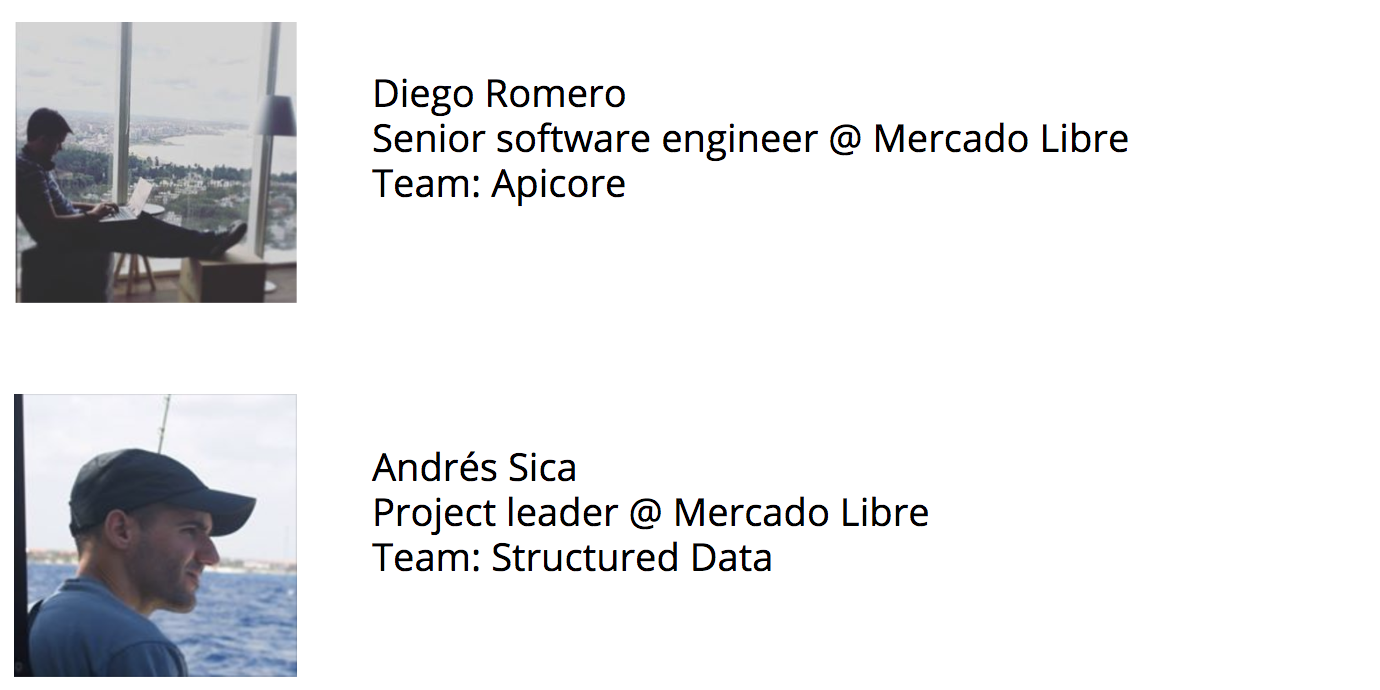 Diego Romero
Senior software engineer @ Mercado Libre
Team: Apicore
Andrés Sica
Project leader @ Mercado Libre
Team: Structured Data